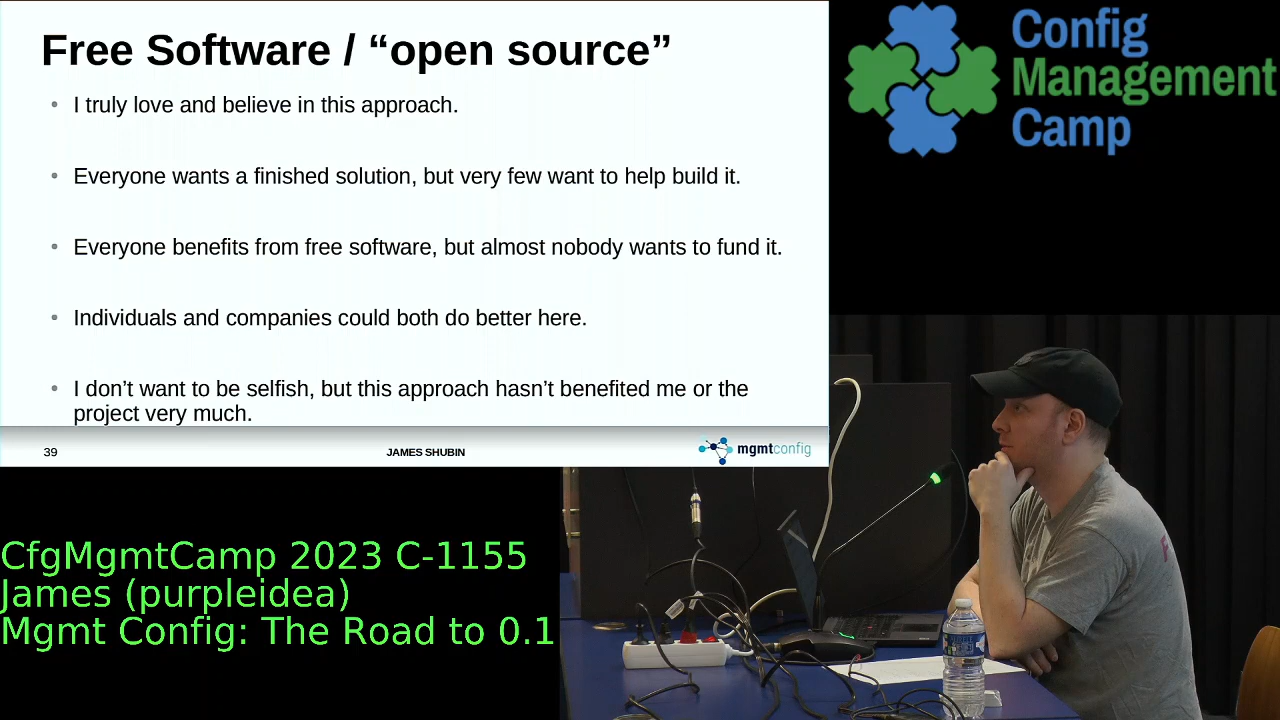 Free Software / “open source”
• I truly love and believe in this approach.
• Everyone wants a finished solution, but very few want to help build it.
• Everyone benefits from free software, but almost nobody wants to fund it.
• Individuals and companies could both do better here.
• I don’t want to be selfish, but this approach hasn’t benefited me or the
project very much.
39
JAMES SHUBIN
mgmtconfig
Config
Management
Camp
CfgMgmtCamp 2023 C-1155
James (purpleidea)
Mgmt Config: The Road to 0.1